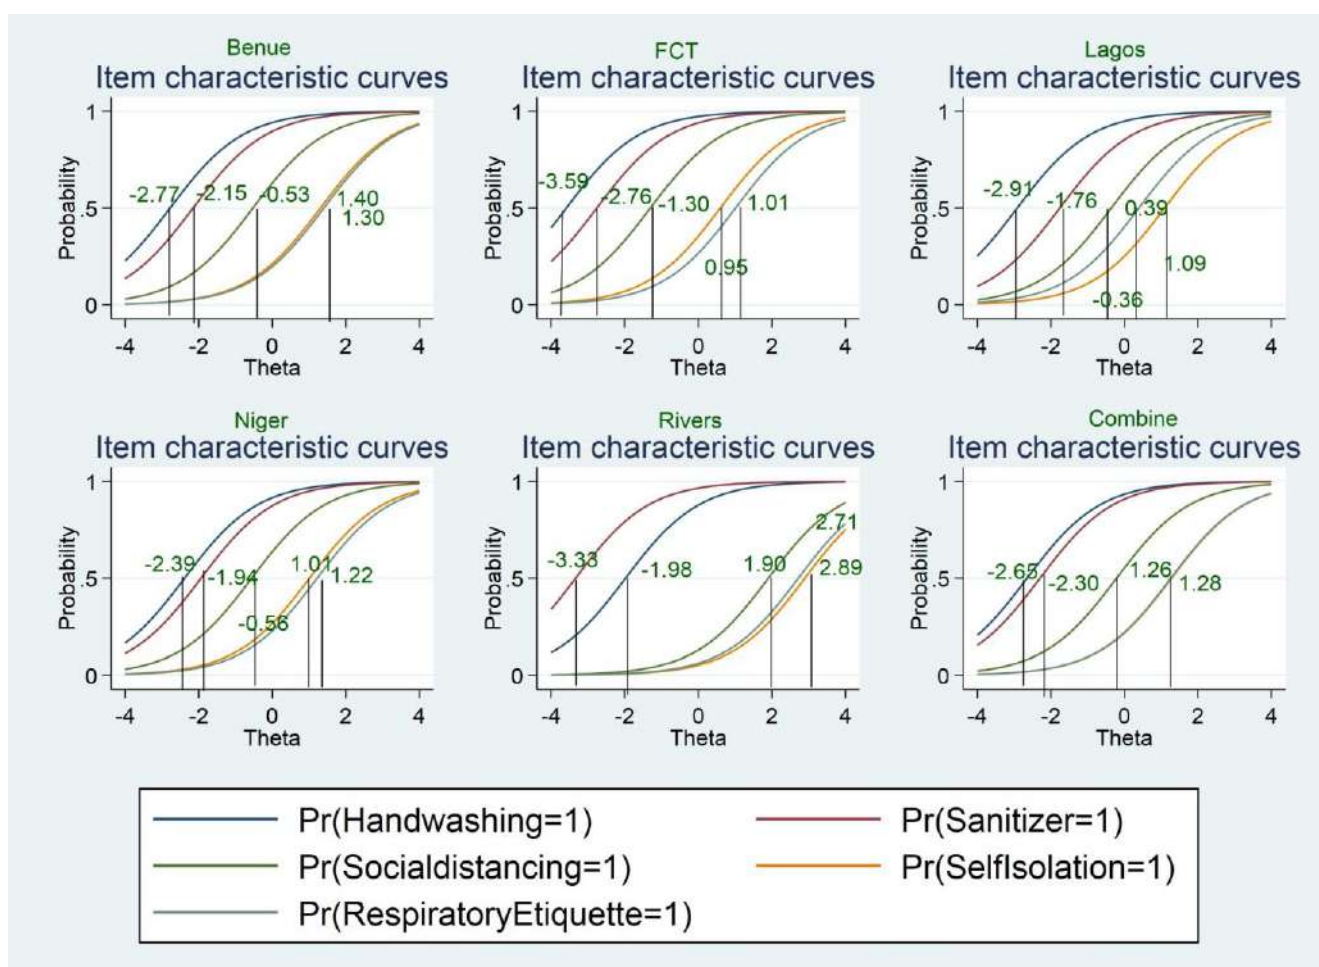 Benue
Item characteristic curves
1
.5
0
Probability
-2.77
-2.15
-0.53
1.40
1.30
-4 -2 0 2 4
Theta
FCT
Item characteristic curves
1
.5
0
Probability
-3.59
-2.76
-1.30
1.01
0.95
-4 -2 0 2 4
Theta
Lagos
Item characteristic curves
1
.5
0
Probability
-2.91
-1.76
0.39
1.09
-0.36
-4 -2 0 2 4
Theta
Niger
Item characteristic curves
1
.5
0
Probability
-2.39
-1.94
1.01
1.22
-0.56
-4 -2 0 2 4
Theta
Rivers
Item characteristic curves
1
.5
0
Probability
2.71
-3.33
-1.98
1.90
2.89
-4 -2 0 2 4
Theta
Combine
Item characteristic curves
1
.5
0
Probability
-2.65
-2.30
1.26
1.28
-4 -2 0 2 4
Theta
Pr(Handwashing=1)
Pr(Sanitizer=1)
Pr(Socialdistancing=1)
Pr(SelfIsolation=1)
Pr(RespiratoryEtiquette=1)